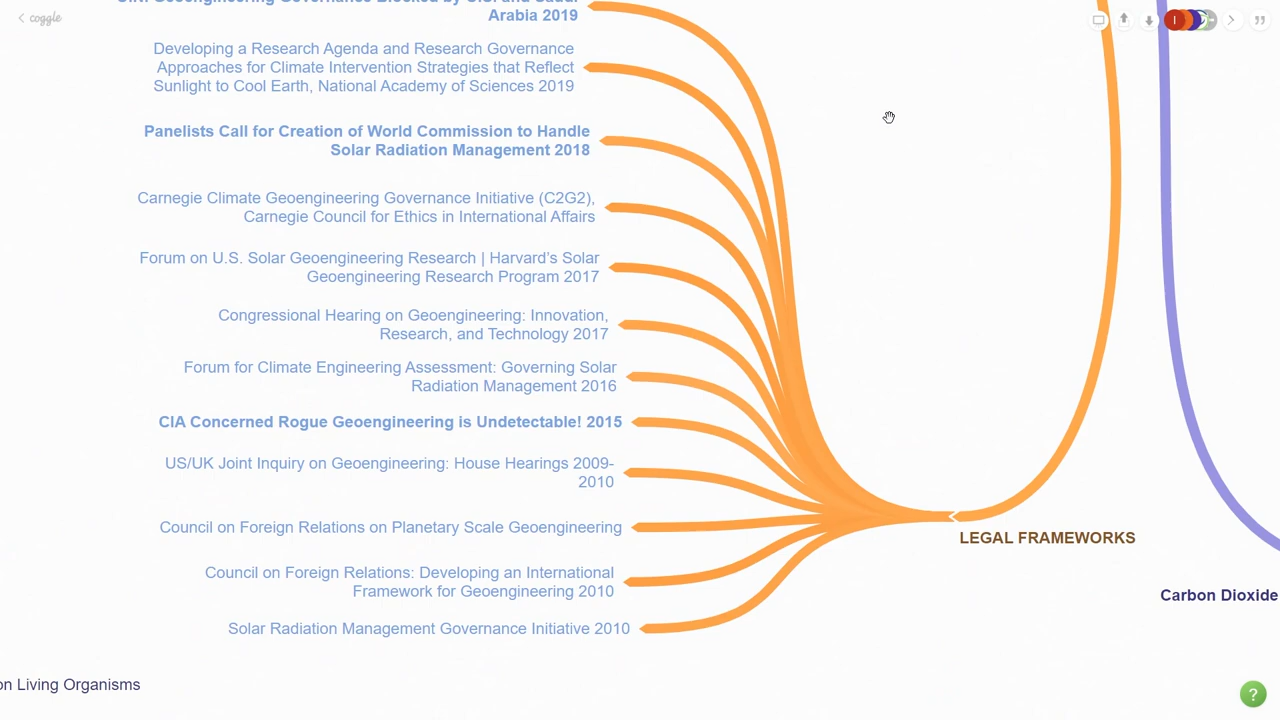 coggle
U.N. Geoengineering Governance Blocked by U.S. and Saudi
Arabia 2019
Developing a Research Agenda and Research Governance
Approaches for Climate Intervention Strategies that Reflect
Sunlight to Cool Earth, National Academy of Sciences 2019
Panelists Call for Creation of World Commission to Handle
Solar Radiation Management 2018
Carnegie Climate Geoengineering Governance Initiative (C2G2),
Carnegie Council for Ethics in International Affairs
Forum on U.S. Solar Geoengineering Research | Harvard’s Solar
Geoengineering Research Program 2017
Congressional Hearing on Geoengineering: Innovation,
Research, and Technology 2017
Forum for Climate Engineering Assessment: Governing Solar
Radiation Management 2016
CIA Concerned Rogue Geoengineering is Undetectable! 2015
US/UK Joint Inquiry on Geoengineering: House Hearings 2009-
2010
Council on Foreign Relations on Planetary Scale Geoengineering
Council on Foreign Relations: Developing an International
Framework for Geoengineering 2010
Solar Radiation Management Governance Initiative 2010
LEGAL FRAMEWORKS
Carbon Dioxide
on Living Organisms
I
?